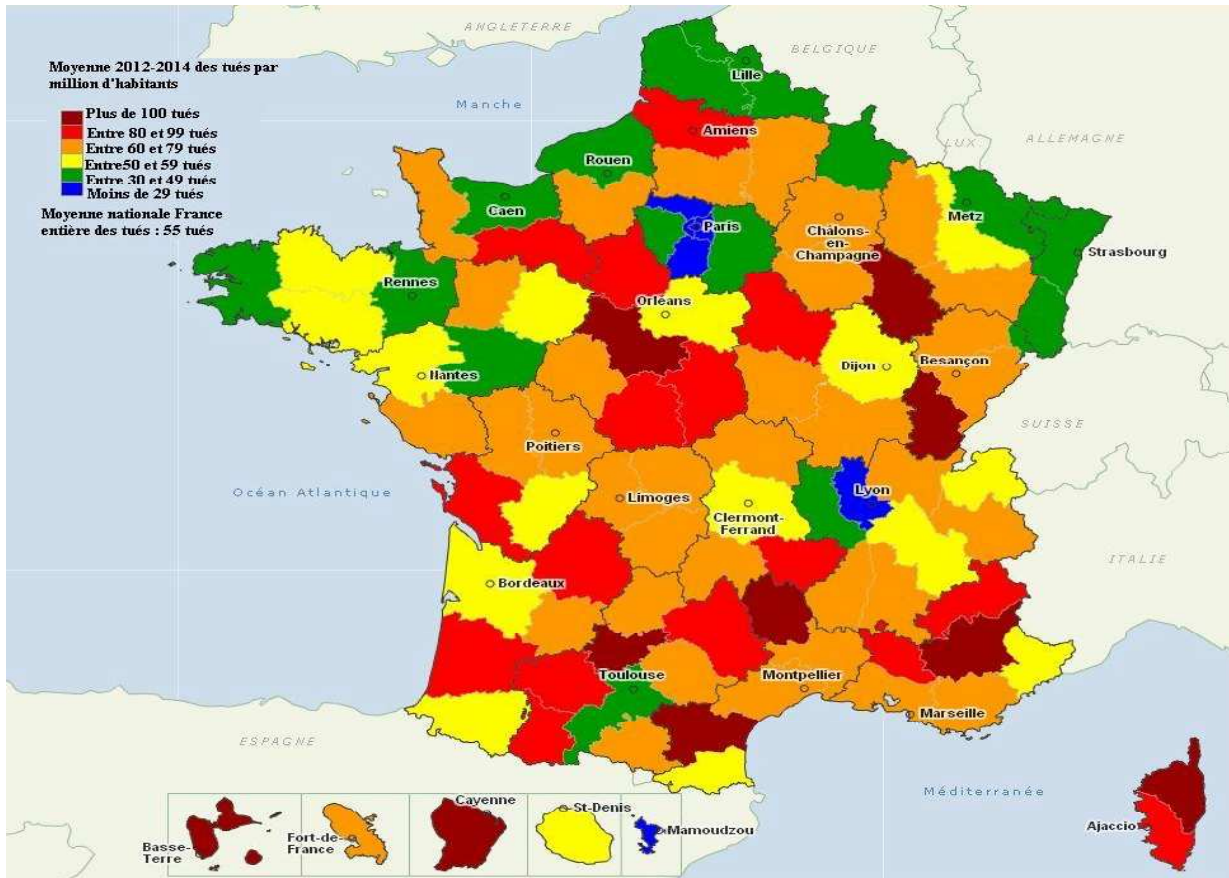 ANGLETERRE
BELGIQUE
Moyenne 2012-2014 des tués par
million d'habitants
Plus de 100 tués
Entre 80 et 99 tués
Entre 60 et 79 tués
Entre50 et 59 tués
Entre 30 et 49 tués
Moins de 29 tués
Moyenne nationale France
entière des tués : 55 tués
Manche
Lille
Amiens
LUX
ALLEMAGNE
Rouen
Caen
Paris
Metz
Châlons-
en-
Champagne
Strasbourg
Rennes
Orléans
Nantes
Dijon
Besançon
SUISSE
Poitiers
Océan Atlantique
Limoges
Lyon
Clermont-
Ferrand
ITALIE
Bordeaux
Toulouse
Montpellier
Marseille
ESPAGNE
Méditerranée
Ajaccio
Basse-
Terre
Fort-de-
France
Cayenne
St-Denis
Mamoudzou